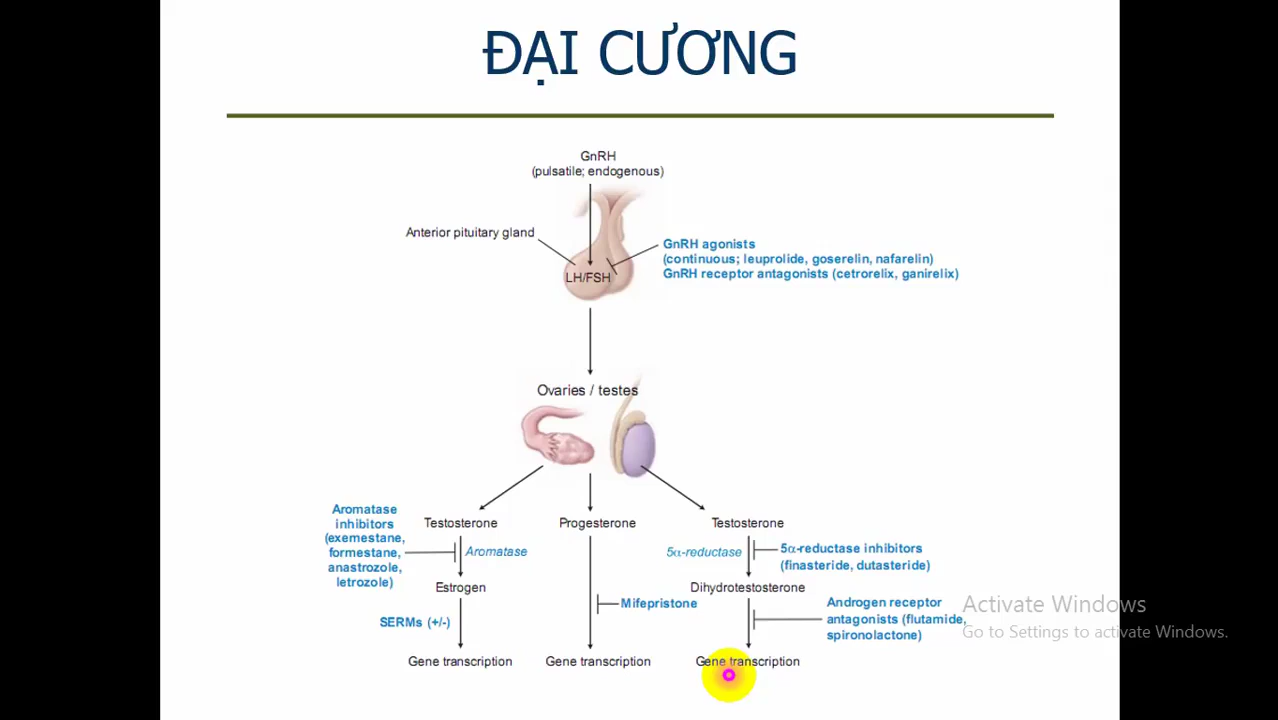 ĐẠI CƯƠNG
GnRH
(pulsatile; endogenous)
Anterior pituitary gland
GnRH agonists
(continuous; leuprolide, goserelin, nafarelin)
GnRH receptor antagonists (cetrorelix, ganirelix)
LH/FSH
Ovaries / testes
Aromatase
inhibitors
(exemestane,
formestane,
anastrozole,
letrozole)
Testosterone
Aromatase
Estrogen
SERMs (+/-)
Gene transcription
Progesterone
Mifepristone
Gene transcription
Testosterone
5α-reductase
5α-reductase inhibitors
(finasteride, dutasteride)
Dihydrotestosterone
Androgen receptor
antagonists (flutamide,
spironolactone)
Gene transcription
Activate Windows
Go to Settings to activate Windows.